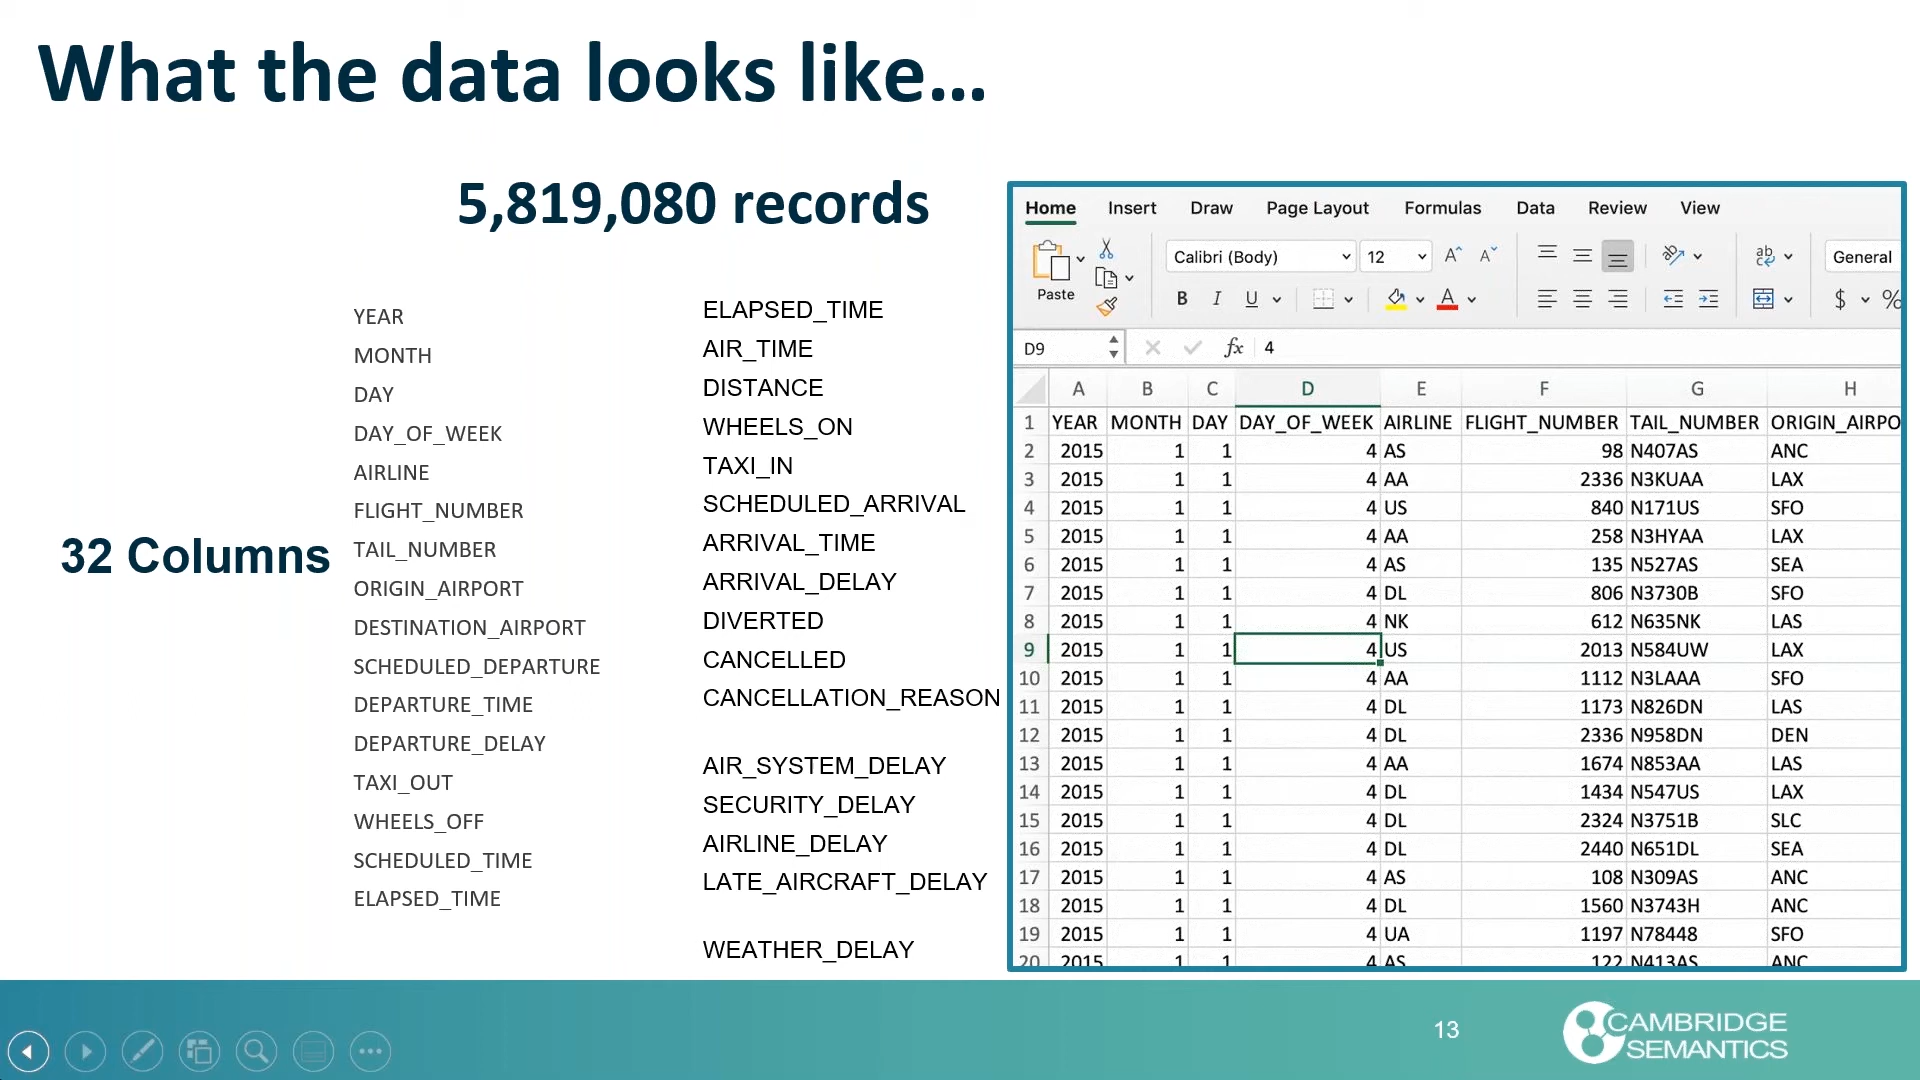 What the data looks like...
5,819,080 records
32 Columns
YEAR
MONTH
DAY
DAY_OF_WEEK
AIRLINE
FLIGHT_NUMBER
TAIL_NUMBER
ORIGIN_AIRPORT
DESTINATION_AIRPORT
SCHEDULED_DEPARTURE
DEPARTURE_TIME
DEPARTURE_DELAY
TAXI_OUT
WHEELS_OFF
SCHEDULED_TIME
ELAPSED_TIME
ELAPSED_TIME
AIR_TIME
DISTANCE
WHEELS_ON
TAXI_IN
SCHEDULED_ARRIVAL
ARRIVAL_TIME
ARRIVAL_DELAY
DIVERTED
CANCELLED
CANCELLATION_REASON
AIR_SYSTEM_DELAY
SECURITY_DELAY
AIRLINE_DELAY
LATE_AIRCRAFT_DELAY
WEATHER_DELAY
Home Insert Draw Page Layout Formulas Data Review View
Calibri (Body) 12 A A ab General
Paste B I U A $ %
D9 fx 4
A B C D E F G H
1 YEAR MONTH DAY DAY_OF_WEEK AIRLINE FLIGHT_NUMBER TAIL_NUMBER ORIGIN_AIRPO
2 2015 1 1 4 AS 98 N407AS ANC
3 2015 1 1 4 AA 2336 N3KUAA LAX
4 2015 1 1 4 US 840 N171US SFO
5 2015 1 1 4 AA 258 N3HYAA LAX
6 2015 1 1 4 AS 135 N527AS SEA
7 2015 1 1 4 DL 806 N3730B SFO
8 2015 1 1 4 NK 612 N635NK LAS
9 2015 1 1 4 US 2013 N584UW LAX
10 2015 1 1 4 AA 1112 N3LAAA SFO
11 2015 1 1 4 DL 1173 N826DN LAS
12 2015 1 1 4 DL 2336 N958DN DEN
13 2015 1 1 4 AA 1674 N853AA LAS
14 2015 1 1 4 DL 1434 N547US LAX
15 2015 1 1 4 DL 2324 N3751B SLC
16 2015 1 1 4 DL 2440 N651DL SEA
17 2015 1 1 4 AS 108 N309AS ANC
18 2015 1 1 4 DL 1560 N3743H ANC
19 2015 1 1 4 UA 1197 N78448 SFO
20 2015 1 1 4 AS 122 N413AS ANC
13
CAMBRIDGE
SEMANTICS